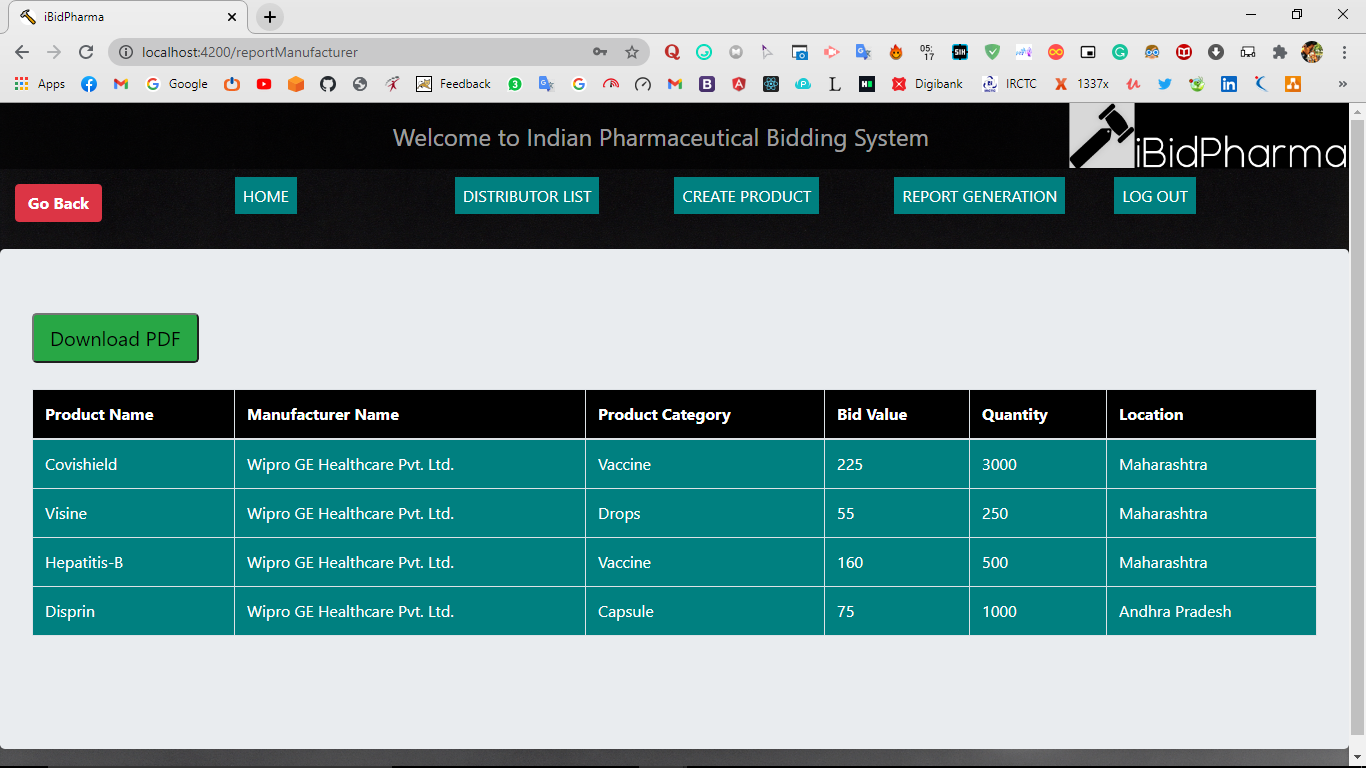 iBidPharma
localhost:4200/reportManufacturer
05:
17
Apps
Google
Feedback
3
IRCTC
Digibank
1337x
Welcome to Indian Pharmaceutical Bidding System
iBidPharma
Go Back
HOME
DISTRIBUTOR LIST
CREATE PRODUCT
REPORT GENERATION
LOG OUT
Download PDF
Product Name Manufacturer Name Product Category Bid Value Quantity Location
Covishield Wipro GE Healthcare Pvt. Ltd. Vaccine 225 3000 Maharashtra
Visine Wipro GE Healthcare Pvt. Ltd. Drops 55 250 Maharashtra
Hepatitis-B Wipro GE Healthcare Pvt. Ltd. Vaccine 160 500 Maharashtra
Disprin Wipro GE Healthcare Pvt. Ltd. Capsule 75 1000 Andhra Pradesh